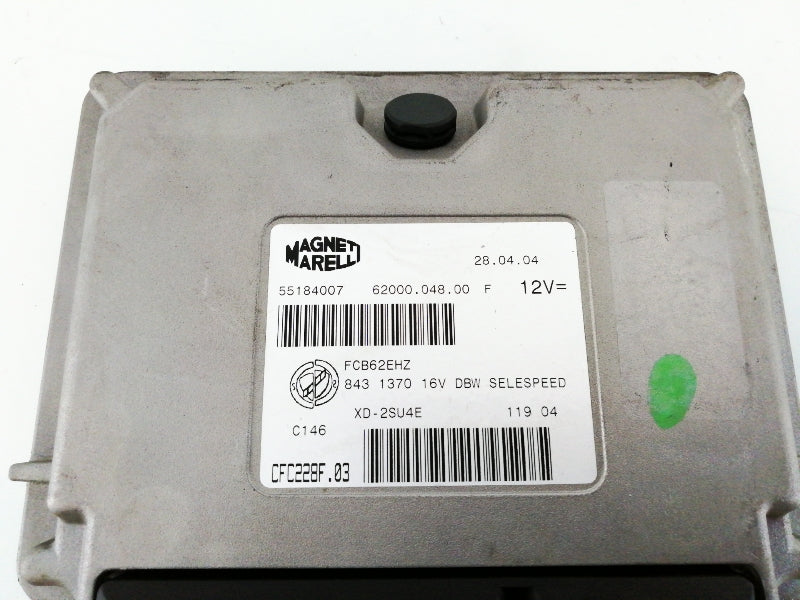 MAGNETI
MARELLI
28.04.04
55184007 62000.048.00 F 12V=
FCB62EHZ
843 1370 16V DBW SELESPEED
XD-2SU4E 119 04
C146
CFC228F.03